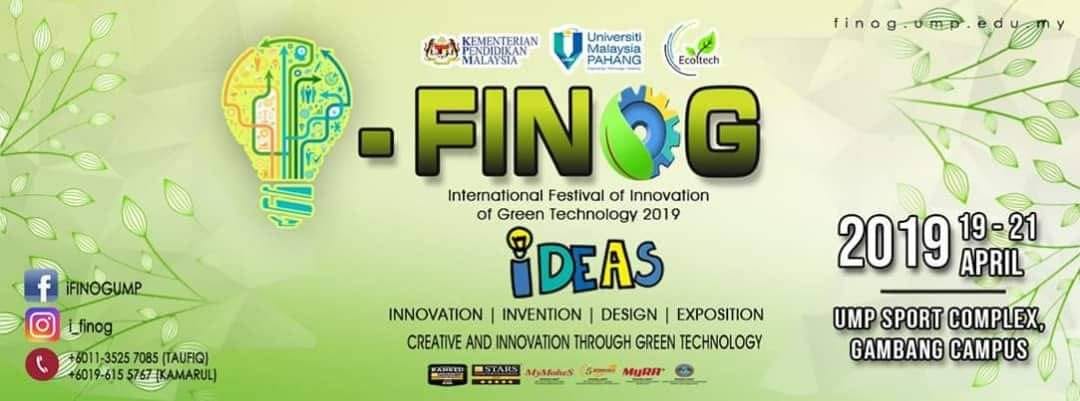 finog.ump.edu.my
KEMENTERIAN
PENDIDIKAN
MALAYSIA
Universiti
Malaysia
PAHANG
Ecoltech
i-FINOG
International Festival of Innovation
of Green Technology 2019
iDEAS
INNOVATION | INVENTION | DESIGN | EXPOSITION
CREATIVE AND INNOVATION THROUGH GREEN TECHNOLOGY
2019 19 - 21
APRIL
UMP SPORT COMPLEX,
GAMBANG CAMPUS
iFINOGUMP
i_finog
+6011-3525 7085 (TAUFIQ)
+6019-615 5767 (KAMARUL)
STARS
MyMoheS
MyRA